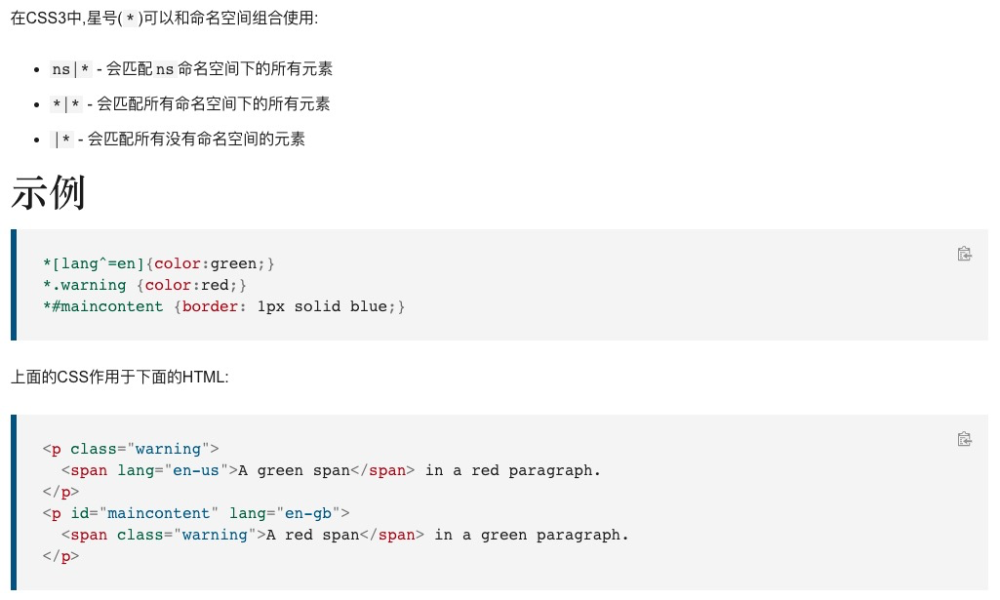 在CSS3中,星号(*)可以和命名空间组合使用:
ns|* - 会匹配ns命名空间下的所有元素
*|* - 会匹配所有命名空间下的所有元素
|* - 会匹配所有没有命名空间的元素
示例
*[lang^=en]{color:green;}
*.warning {color:red;}
*#maincontent {border: 1px solid blue;}
上面的CSS作用于下面的HTML:
<p class="warning">
  <span lang="en-us">A green span</span> in a red paragraph.
</p>
<p id="maincontent" lang="en-gb">
  <span class="warning">A red span</span> in a green paragraph.
</p>